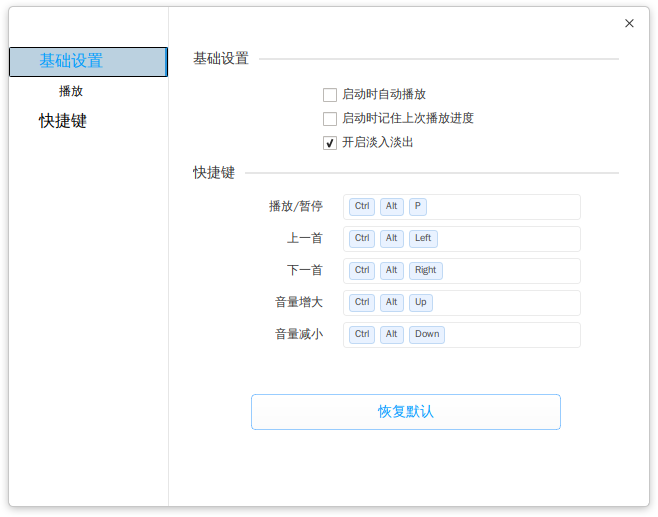 基础设置
播放
快捷键
基础设置
启动时自动播放
启动时记住上次播放进度
开启淡入淡出
快捷键
播放/暂停 Ctrl Alt P
上一首 Ctrl Alt Left
下一首 Ctrl Alt Right
音量增大 Ctrl Alt Up
音量减小 Ctrl Alt Down
恢复默认